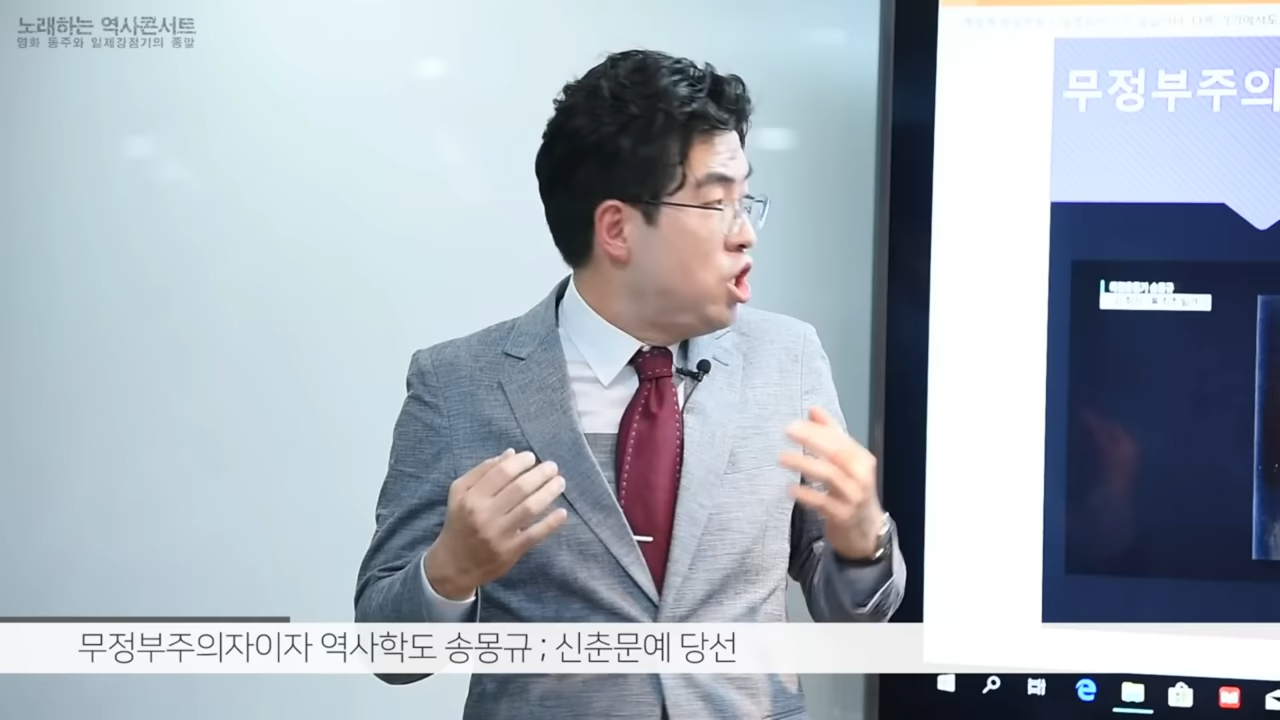 노래하는 역사콘서트
영화 동주와 일제강점기의 종말
무정부주의
무정부주의자이자 역사학도 송몽규 ; 신춘문예 당선